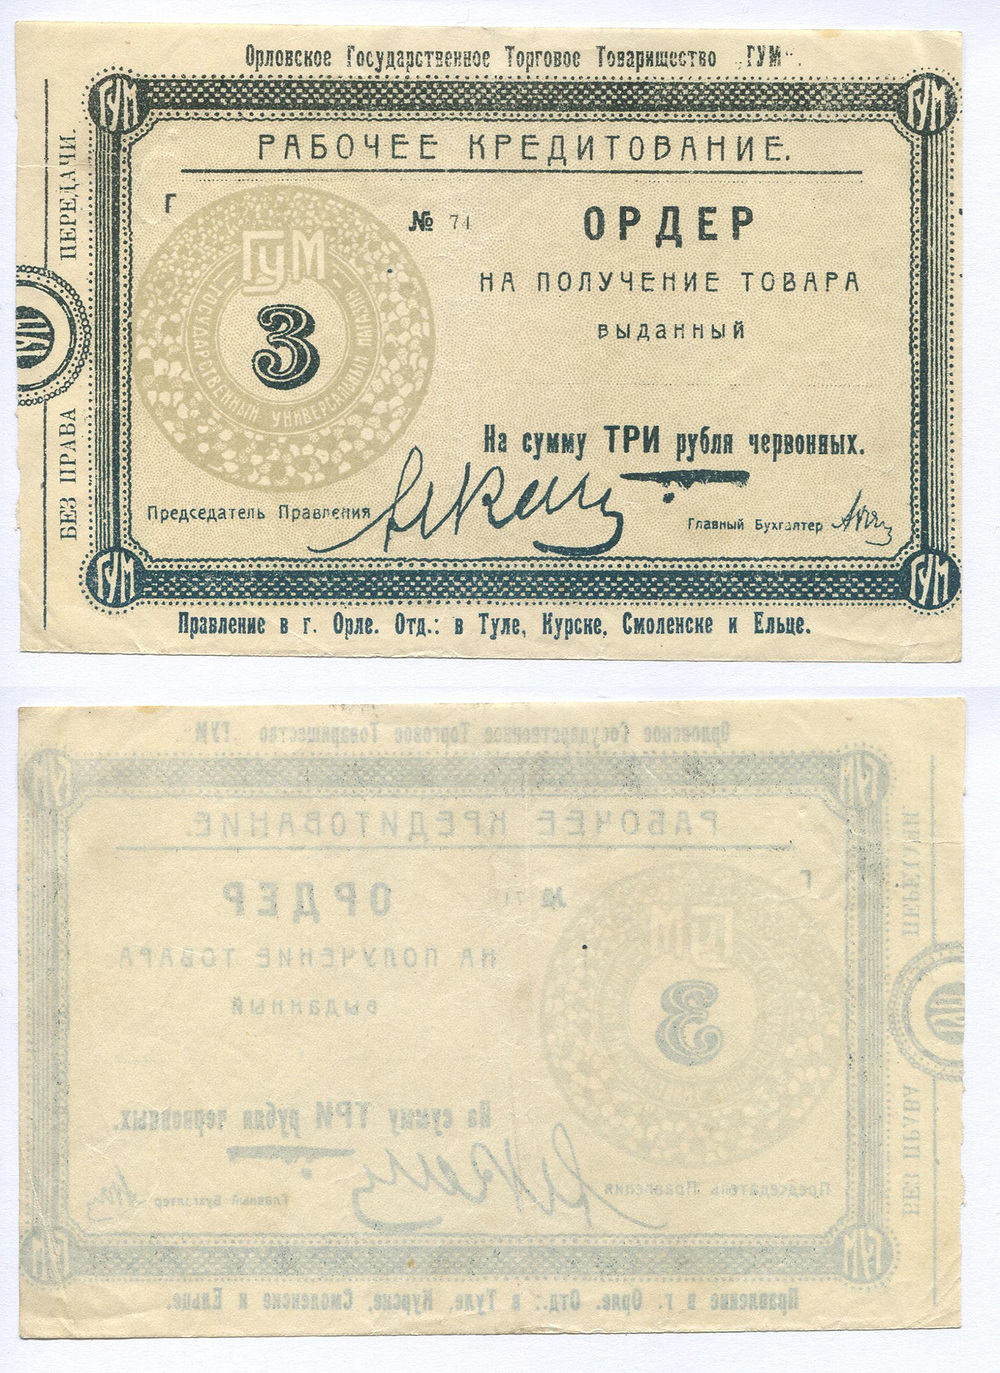 Орловское Государственное Торговое Товарищество „ГУМ“.
ГУМ
ГУМ
РАБОЧЕЕ КРЕДИТОВАНИЕ.
Г
№ 74
ОРДЕР
НА ПОЛУЧЕНИЕ ТОВАРА
выданный
ГУМ
ГОСУДАРСТВЕННЫЙ УНИВЕРСАЛЬНЫЙ МАГАЗИН
3
На сумму ТРИ рубля червонных.
Председатель Правления
Главный Бухгалтер
ГУМ
ГУМ
Правление в г. Орле. Отд.: в Туле, Курске, Смоленске и Ельце.
БЕЗ ПРАВА ПЕРЕДАЧИ.
ГУМ